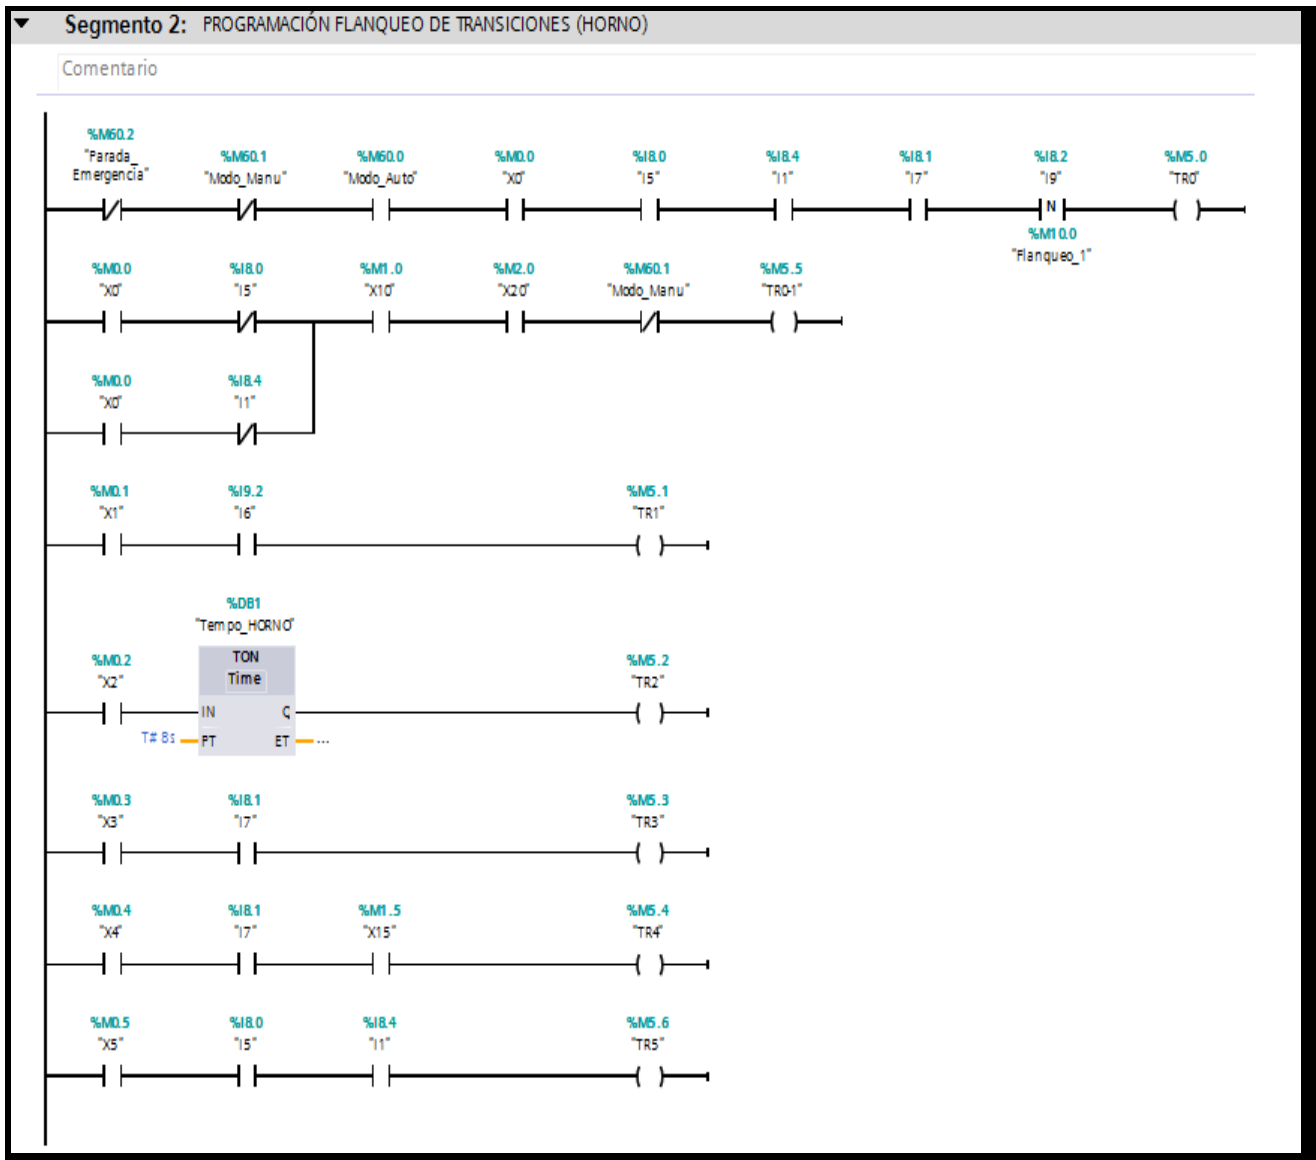 Segmento 2: PROGRAMACIÓN FLANQUEO DE TRANSICIONES (HORNO)
Comentario
%M60.2
"Parada_
Emergencia"
%M60.1
"Modo_Manu"
%M60.0
"Modo_Auto"
%M0.0
"X0"
%I8.0
"I5"
%I8.4
"I1"
%I8.1
"I7"
%I8.2
"I9"
N
%M10.0
"Flanqueo_1"
%M5.0
"TR0"
%M0.0
"X0"
%I8.0
"I5"
%M1.0
"X10"
%M2.0
"X20"
%M60.1
"Modo_Manu"
%M5.5
"TR0-1"
%M0.0
"X0"
%I8.4
"I1"
%M0.1
"X1"
%I9.2
"I6"
%M5.1
"TR1"
%DB1
"Tempo_HORNO"
%M0.2
"X2"
TON
Time
IN
Q
T# 8s
PT
ET
...
%M5.2
"TR2"
%M0.3
"X3"
%I8.1
"I7"
%M5.3
"TR3"
%M0.4
"X4"
%I8.1
"I7"
%M1.5
"X15"
%M5.4
"TR4"
%M0.5
"X5"
%I8.0
"I5"
%I8.4
"I1"
%M5.6
"TR5"